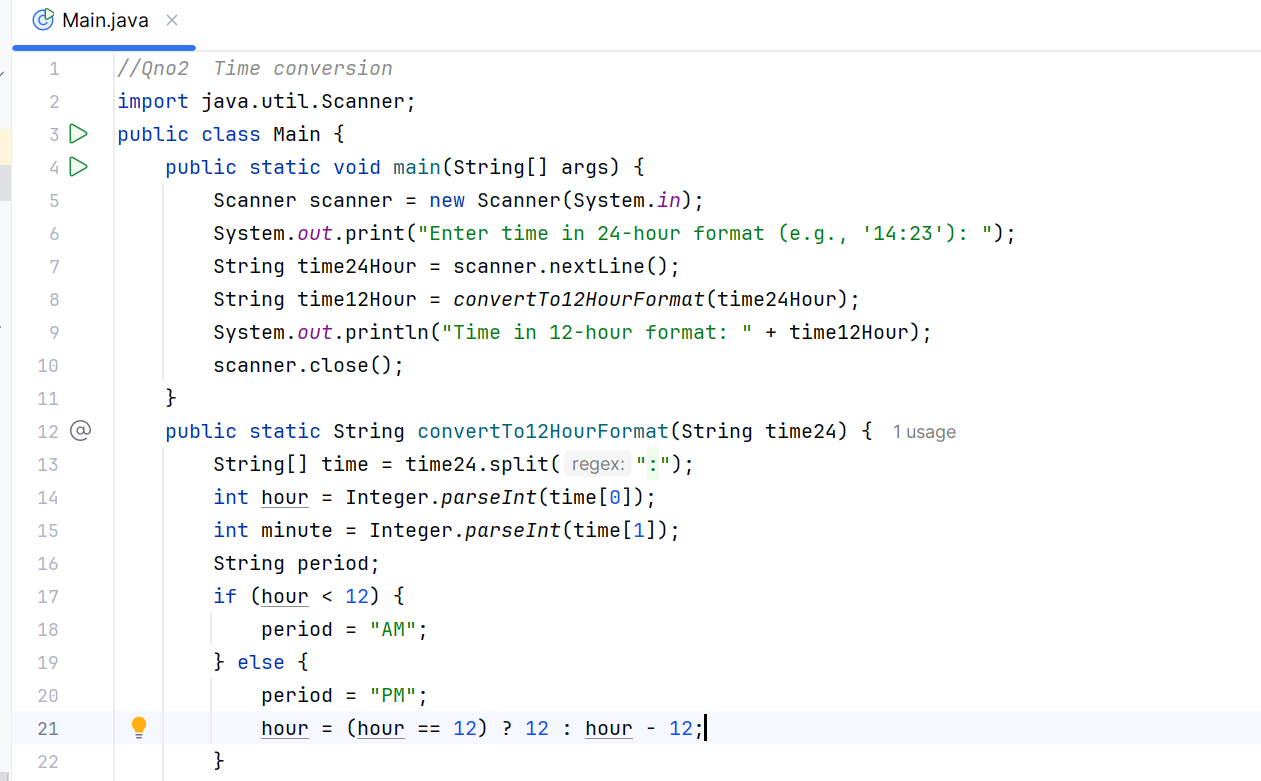 Main.java
1 //Qno2  Time conversion
2 import java.util.Scanner;
3 public class Main {
4     public static void main(String[] args) {
5         Scanner scanner = new Scanner(System.in);
6         System.out.print("Enter time in 24-hour format (e.g., '14:23'): ");
7         String time24Hour = scanner.nextLine();
8         String time12Hour = convertTo12HourFormat(time24Hour);
9         System.out.println("Time in 12-hour format: " + time12Hour);
10         scanner.close();
11     }
12 @    public static String convertTo12HourFormat(String time24) {  1 usage
13         String[] time = time24.split( regex: ":");
14         int hour = Integer.parseInt(time[0]);
15         int minute = Integer.parseInt(time[1]);
16         String period;
17         if (hour < 12) {
18             period = "AM";
19         } else {
20             period = "PM";
21             hour = (hour == 12) ? 12 : hour - 12;
22         }